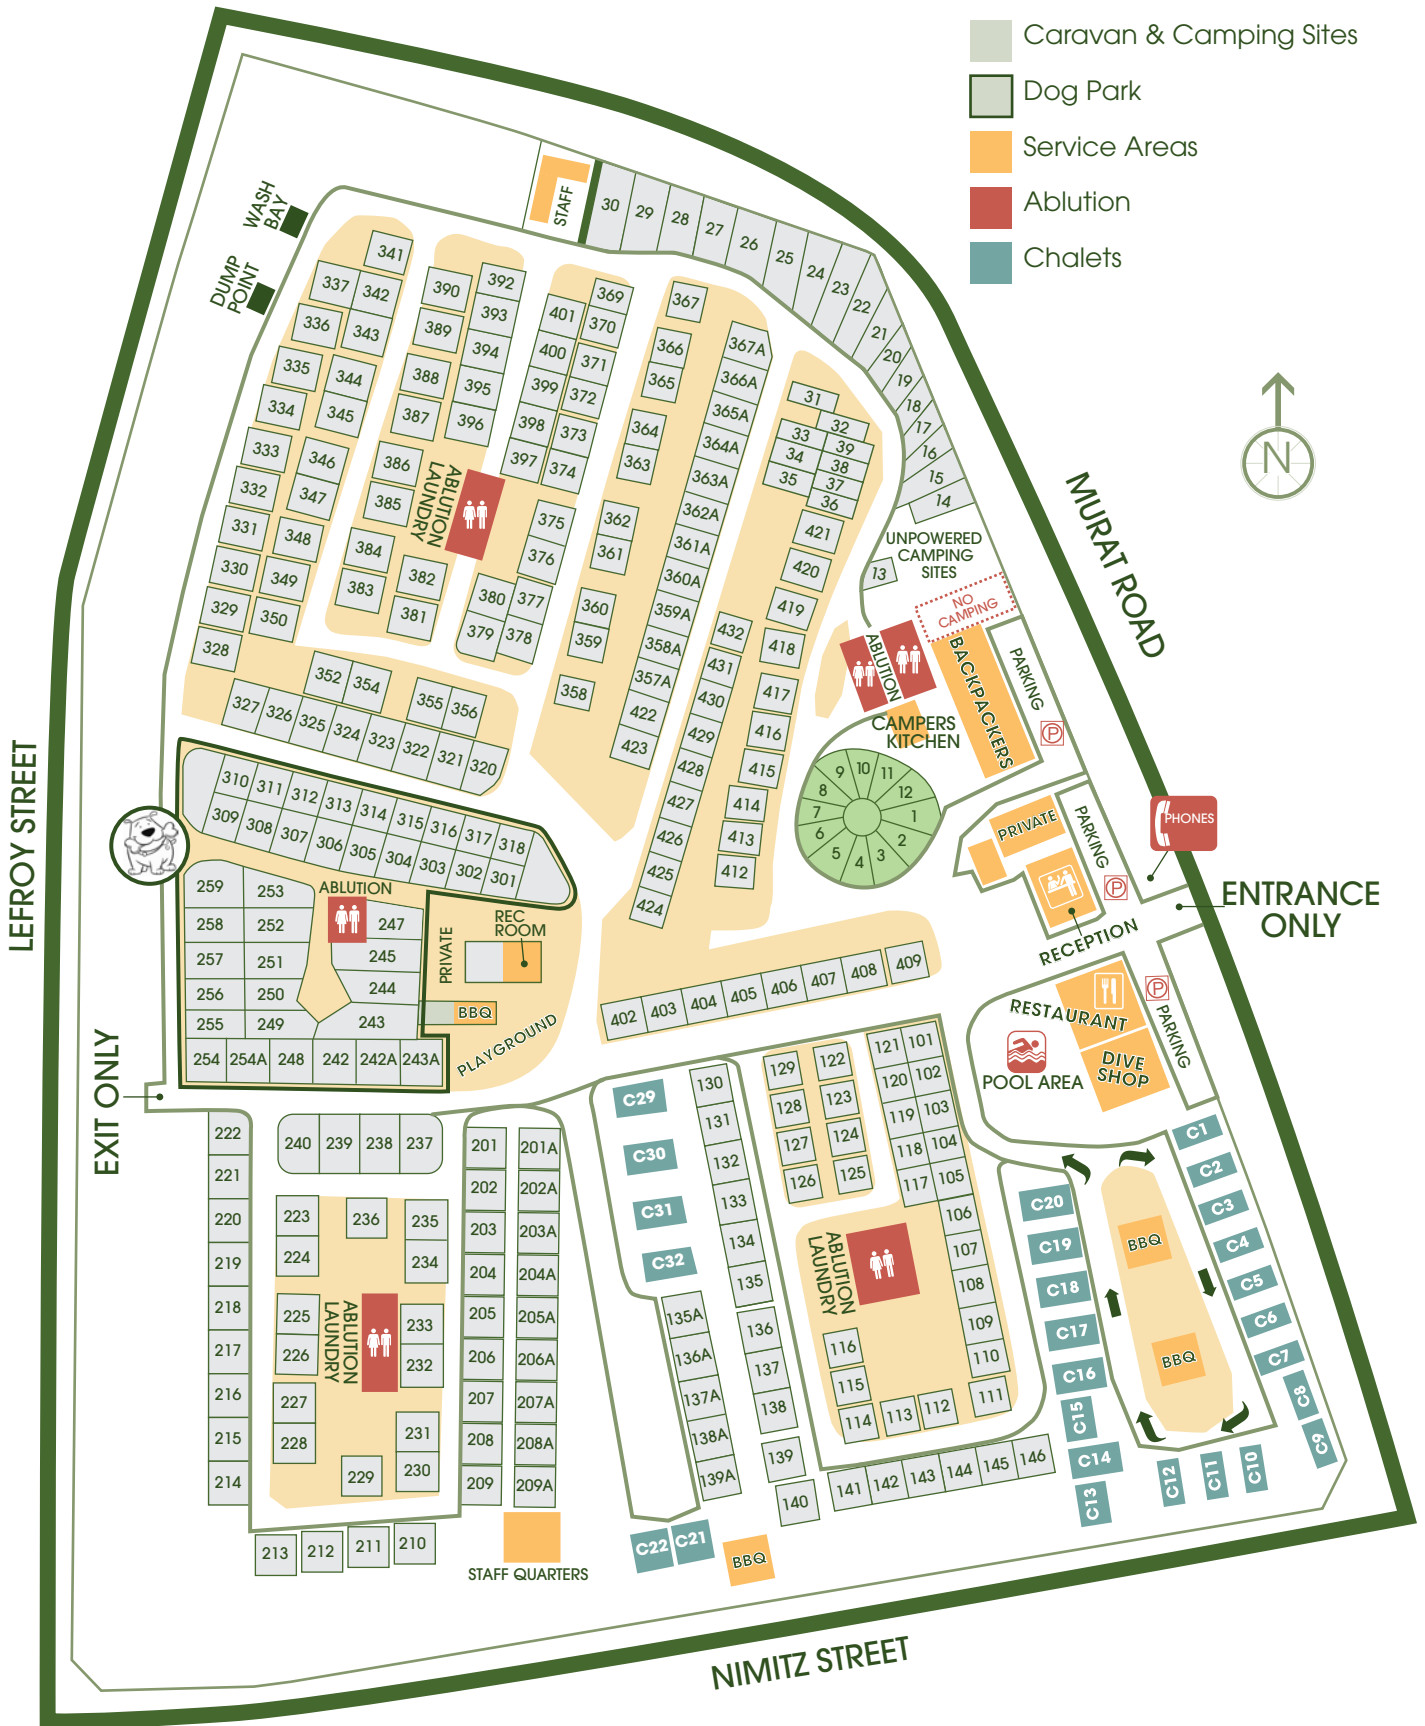 Caravan & Camping Sites
Dog Park
Service Areas
Ablution
Chalets
N
MURAT ROAD
LEFROY STREET
NIMITZ STREET
WASH
BAY
DUMP
POINT
STAFF
30
29
28
27
26
25
24
23
22
21
20
19
18
17
16
15
14
UNPOWERED
CAMPING
SITES
13
NO
CAMPING
341
337
342
336
343
335
344
334
345
333
346
332
347
331
348
330
349
329
350
328
390
392
389
393
388
394
387
395
396
386
385
384
383
382
381
ABLUTION
LAUNDRY
369
401
370
400
371
399
372
398
373
397
374
375
376
380
377
379
378
367
366
365
364
363
362
361
360
359
358
367A
366A
365A
364A
363A
362A
361A
360A
359A
358A
357A
422
423
31
32
33
39
34
38
35
37
36
421
420
419
418
417
416
415
414
413
412
432
431
430
429
428
427
426
425
424
352
354
355
356
327
326
325
324
323
322
321
320
ABLUTION
BACKPACKERS
PARKING
P
CAMPERS
KITCHEN
9
10
11
8
12
7
1
6
2
5
4
3
PRIVATE
PARKING
P
PHONES
RECEPTION
ENTRANCE
ONLY
310
311
312
313
314
315
316
317
318
309
308
307
306
305
304
303
302
301
259
253
258
252
257
251
256
250
255
249
254
254A
248
242
242A
243A
ABLUTION
247
245
244
243
PRIVATE
REC
ROOM
BBQ
PLAYGROUND
EXIT ONLY
402
403
404
405
406
407
408
409
RESTAURANT
P
PARKING
DIVE
SHOP
POOL AREA
222
221
220
219
218
217
216
215
214
240
239
238
237
223
236
235
224
234
225
233
226
232
227
228
231
229
230
ABLUTION
LAUNDRY
213
212
211
210
201
201A
202
202A
203
203A
204
204A
205
205A
206
206A
207
207A
208
208A
209
209A
STAFF QUARTERS
C29
C30
C31
C32
130
131
132
133
134
135
136
137
138
139
140
135A
136A
137A
138A
139A
C22
C21
BBQ
129
122
128
123
127
124
126
125
121
101
120
102
119
103
118
104
117
105
106
107
108
109
110
111
ABLUTION
LAUNDRY
116
115
114
113
112
141
142
143
144
145
146
C20
C19
C18
C17
C16
C15
C14
C13
C1
C2
C3
C4
C5
C6
C7
C8
C9
C10
C11
C12
BBQ
BBQ